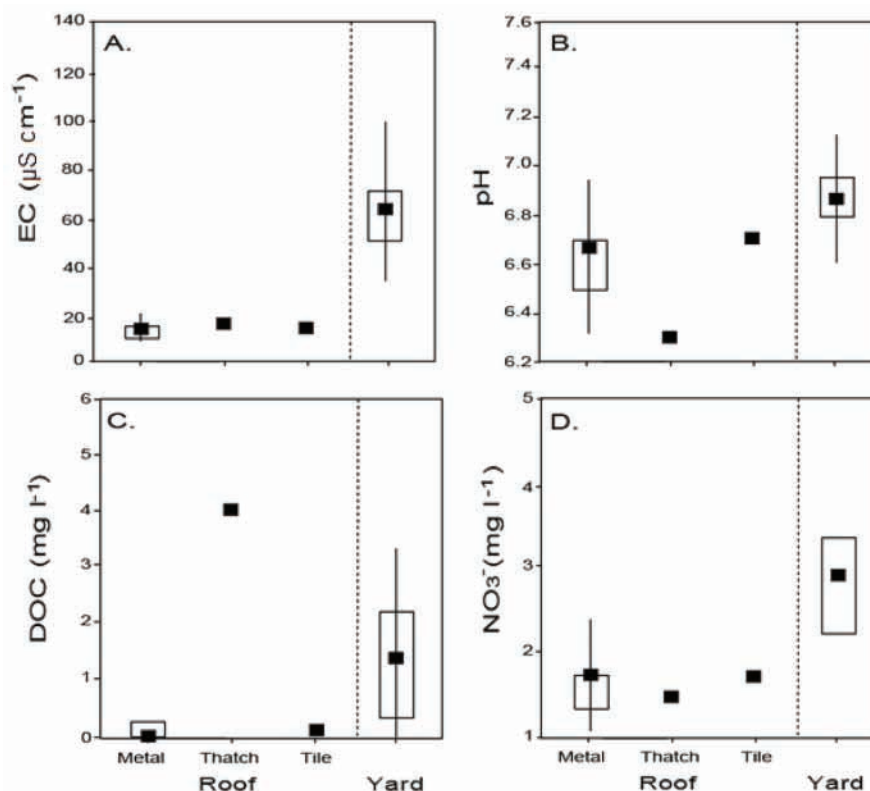 A.
EC (µS cm⁻¹)
140
120
100
80
60
40
20
0
B.
pH
7.6
7.4
7.2
7.0
6.8
6.6
6.4
6.2
C.
DOC (mg l⁻¹)
6
4
3
2
1
0
Metal Thatch Tile
Roof Yard
D.
NO₃⁻(mg l⁻¹)
5
4
3
2
1
Metal Thatch Tile
Roof Yard